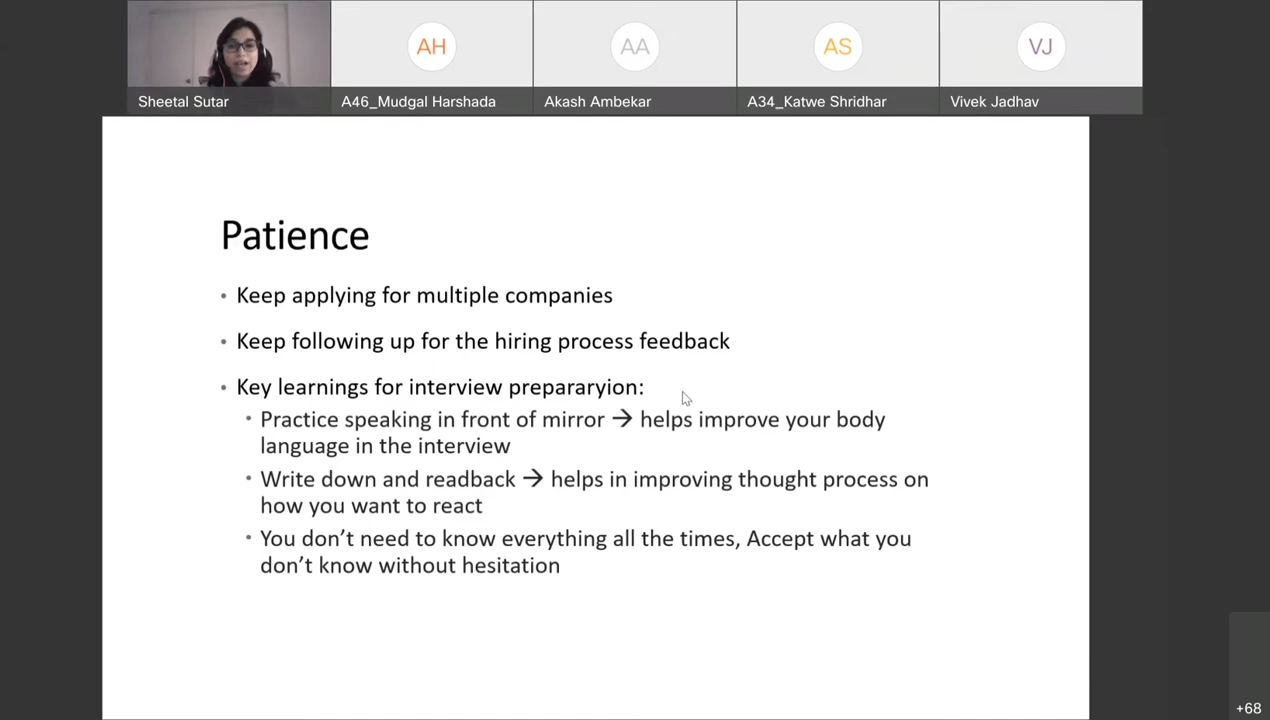 AH
AA
AS
VJ
Sheetal Sutar
A46_Mudgal Harshada
Akash Ambekar
A34_Katwe Shridhar
Vivek Jadhav
Patience
• Keep applying for multiple companies
• Keep following up for the hiring process feedback
• Key learnings for interview prepararyion:
• Practice speaking in front of mirror → helps improve your body
language in the interview
• Write down and readback → helps in improving thought process on
how you want to react
• You don’t need to know everything all the times, Accept what you
don’t know without hesitation
+68